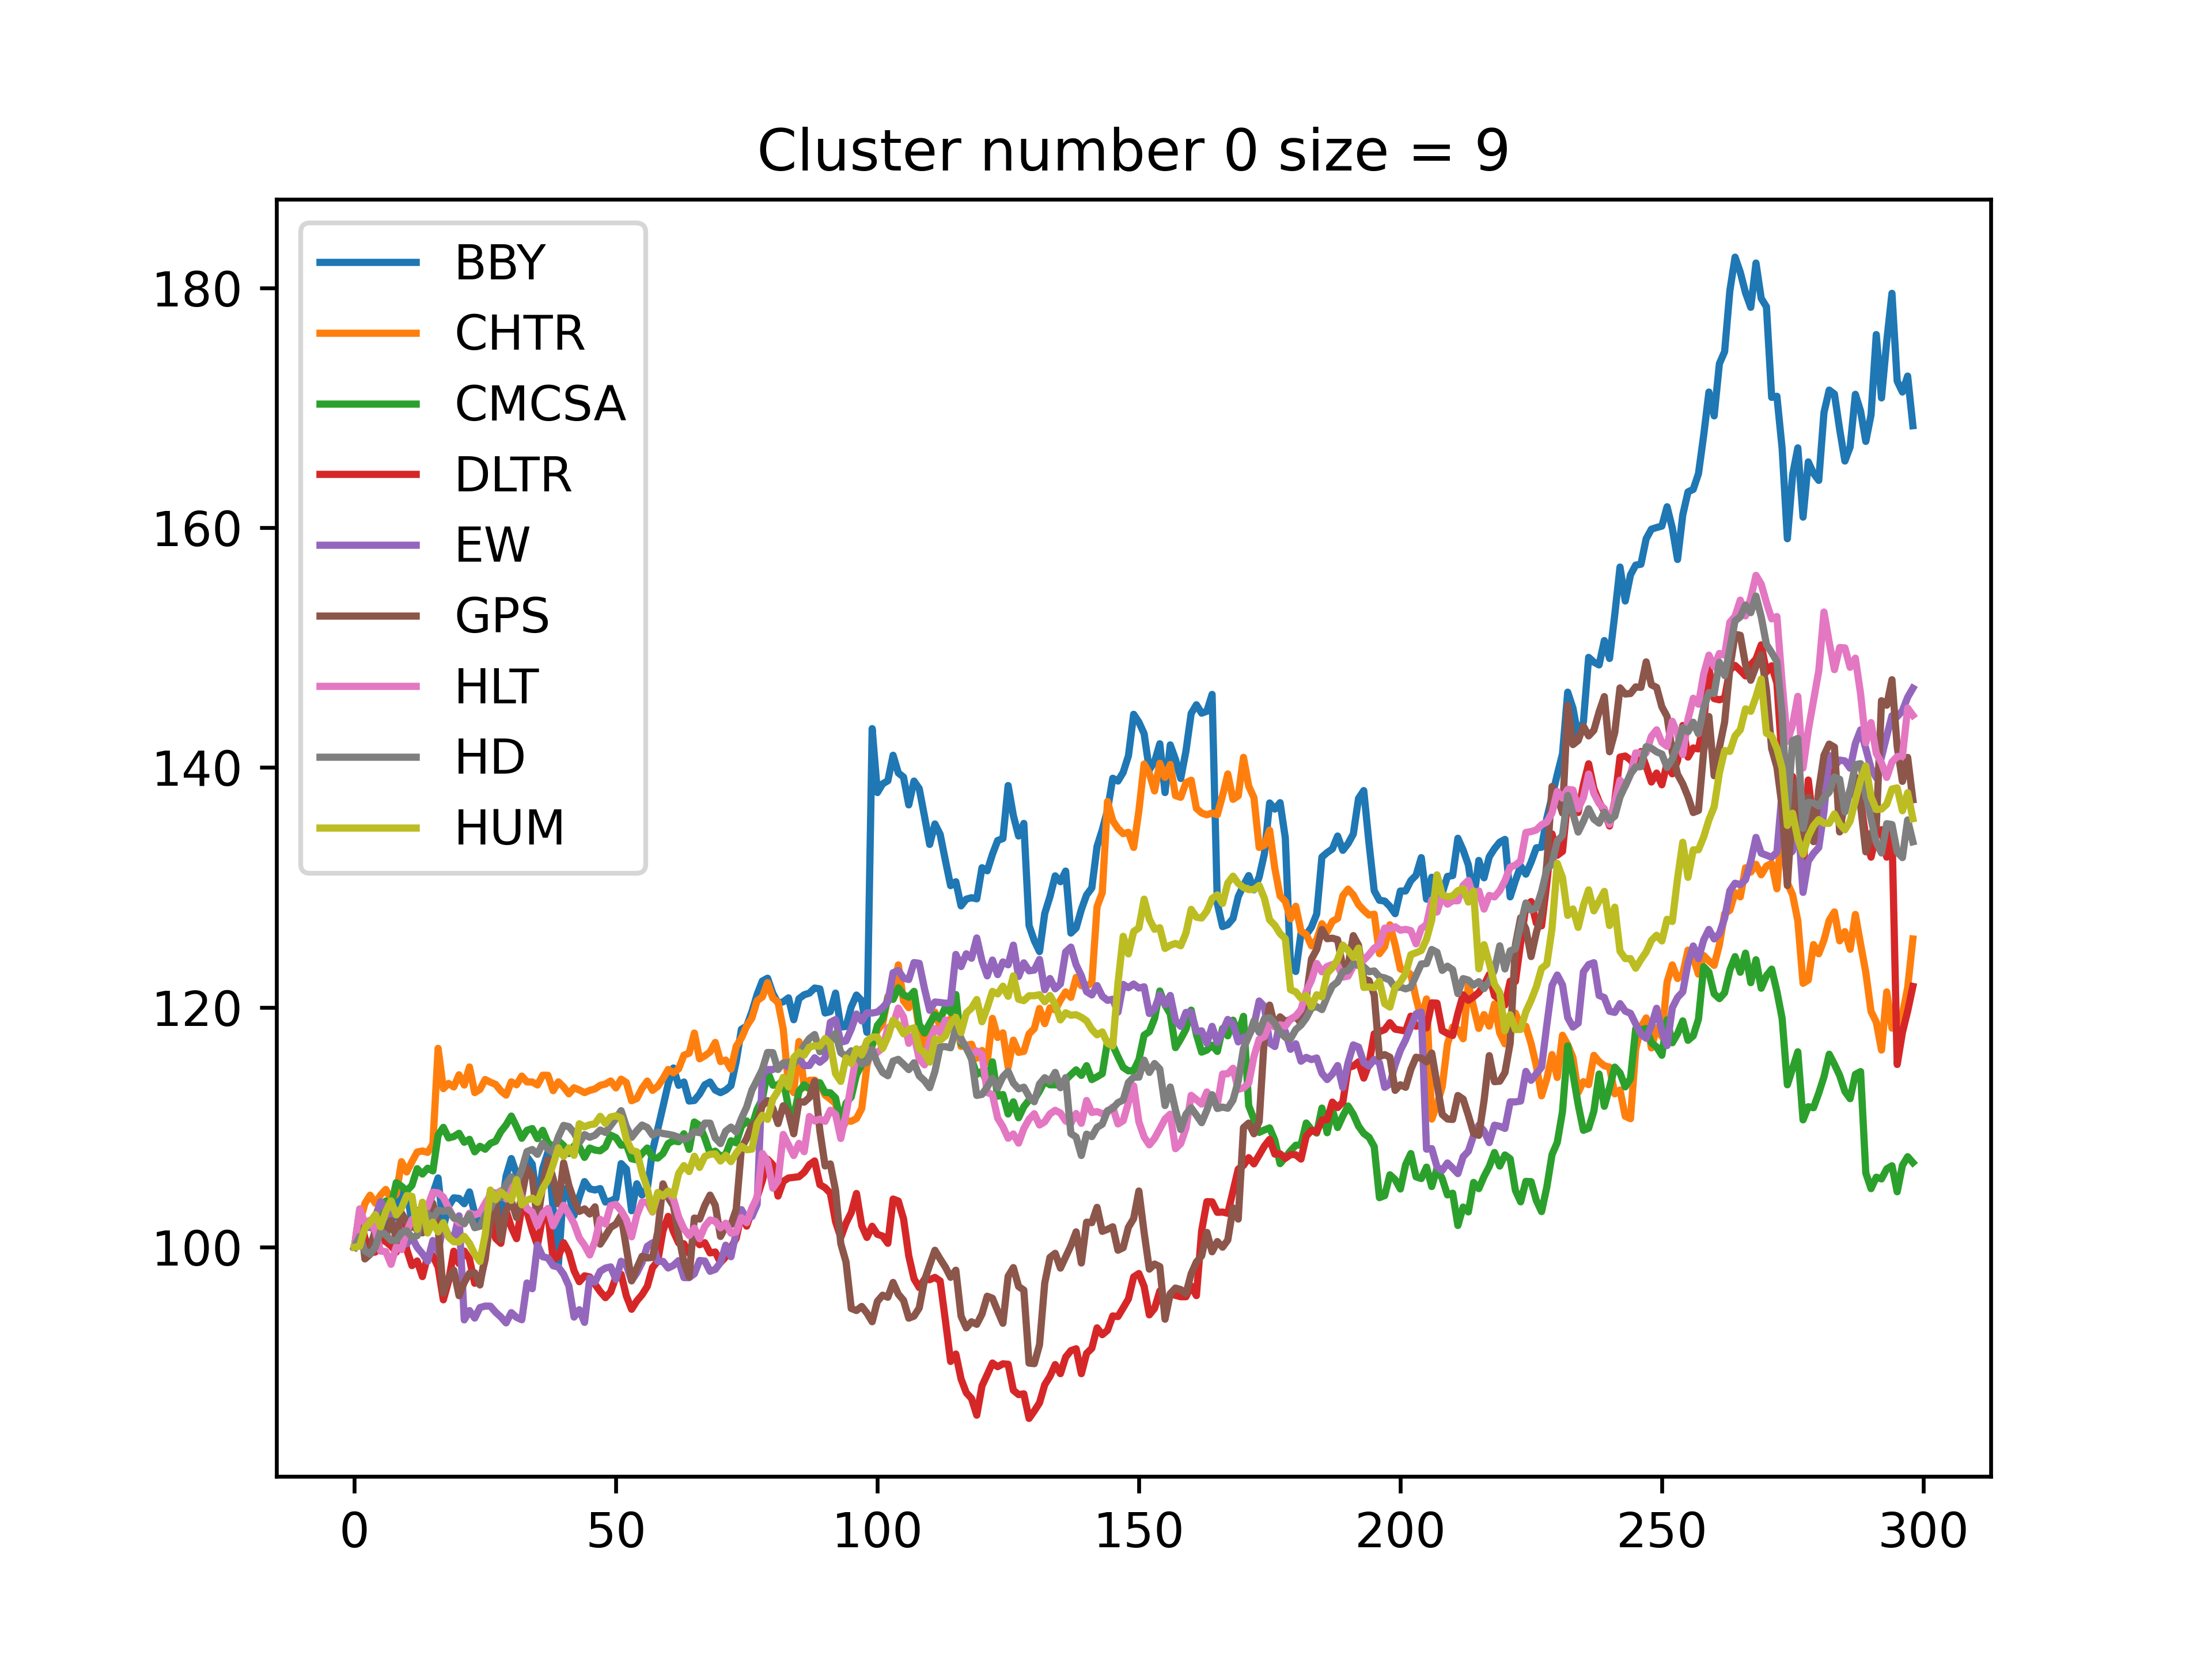 Cluster number 0 size = 9
BBY
CHTR
CMCSA
DLTR
EW
GPS
HLT
HD
HUM
180
160
140
120
100
0 50 100 150 200 250 300